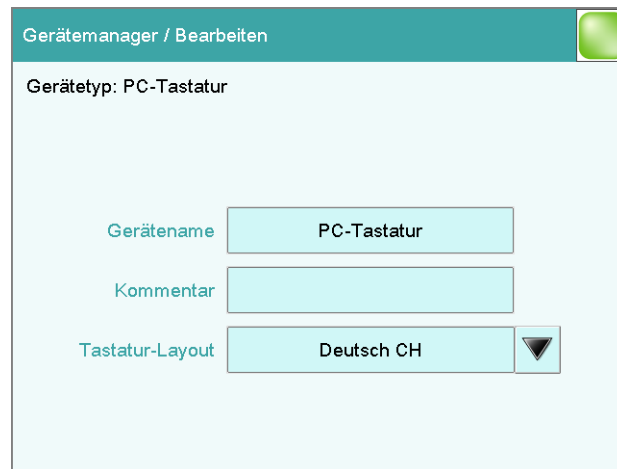 Gerätemanager / Bearbeiten
Gerätetyp: PC-Tastatur
Gerätename PC-Tastatur
Kommentar
Tastatur-Layout Deutsch CH